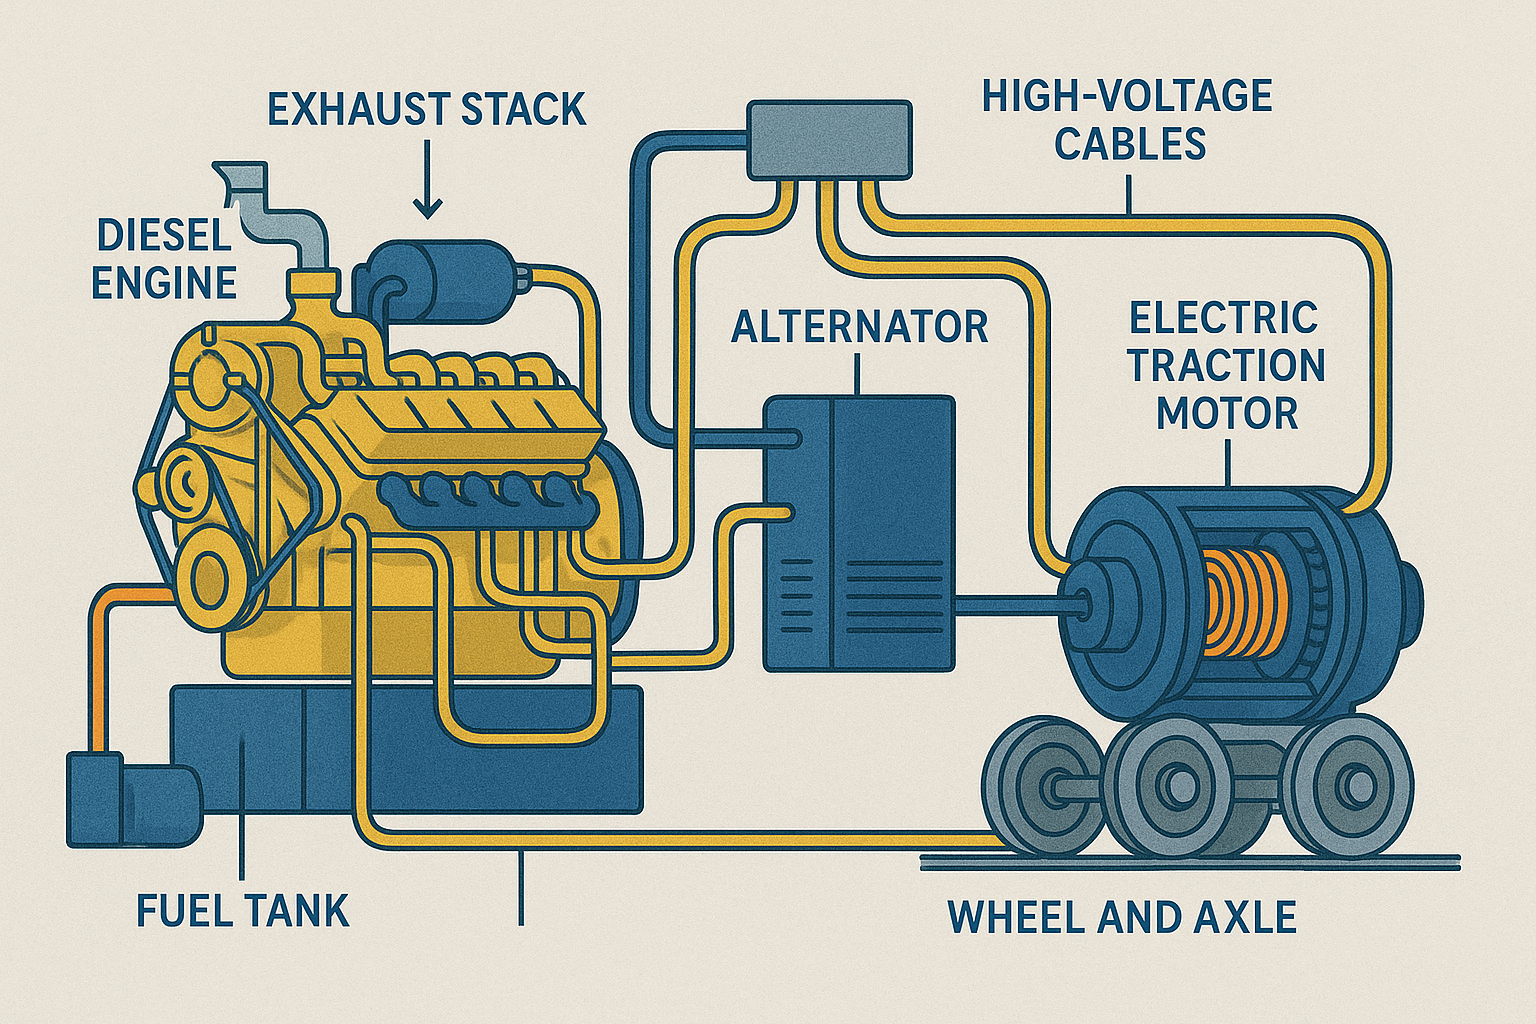 EXHAUST STACK
HIGH-VOLTAGE
CABLES
DIESEL
ENGINE
ALTERNATOR
ELECTRIC
TRACTION
MOTOR
FUEL TANK
WHEEL AND AXLE